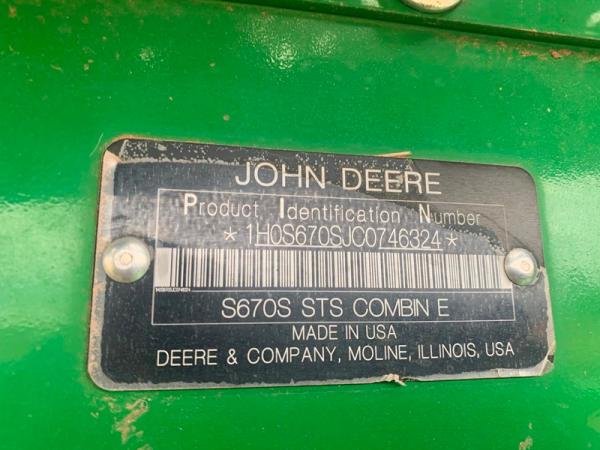 JOHN DEERE
Product Identification Number
*1H0S670SJC0746324*
S670S STS COMBIN E
MADE IN USA
DEERE & COMPANY, MOLINE, ILLINOIS, USA